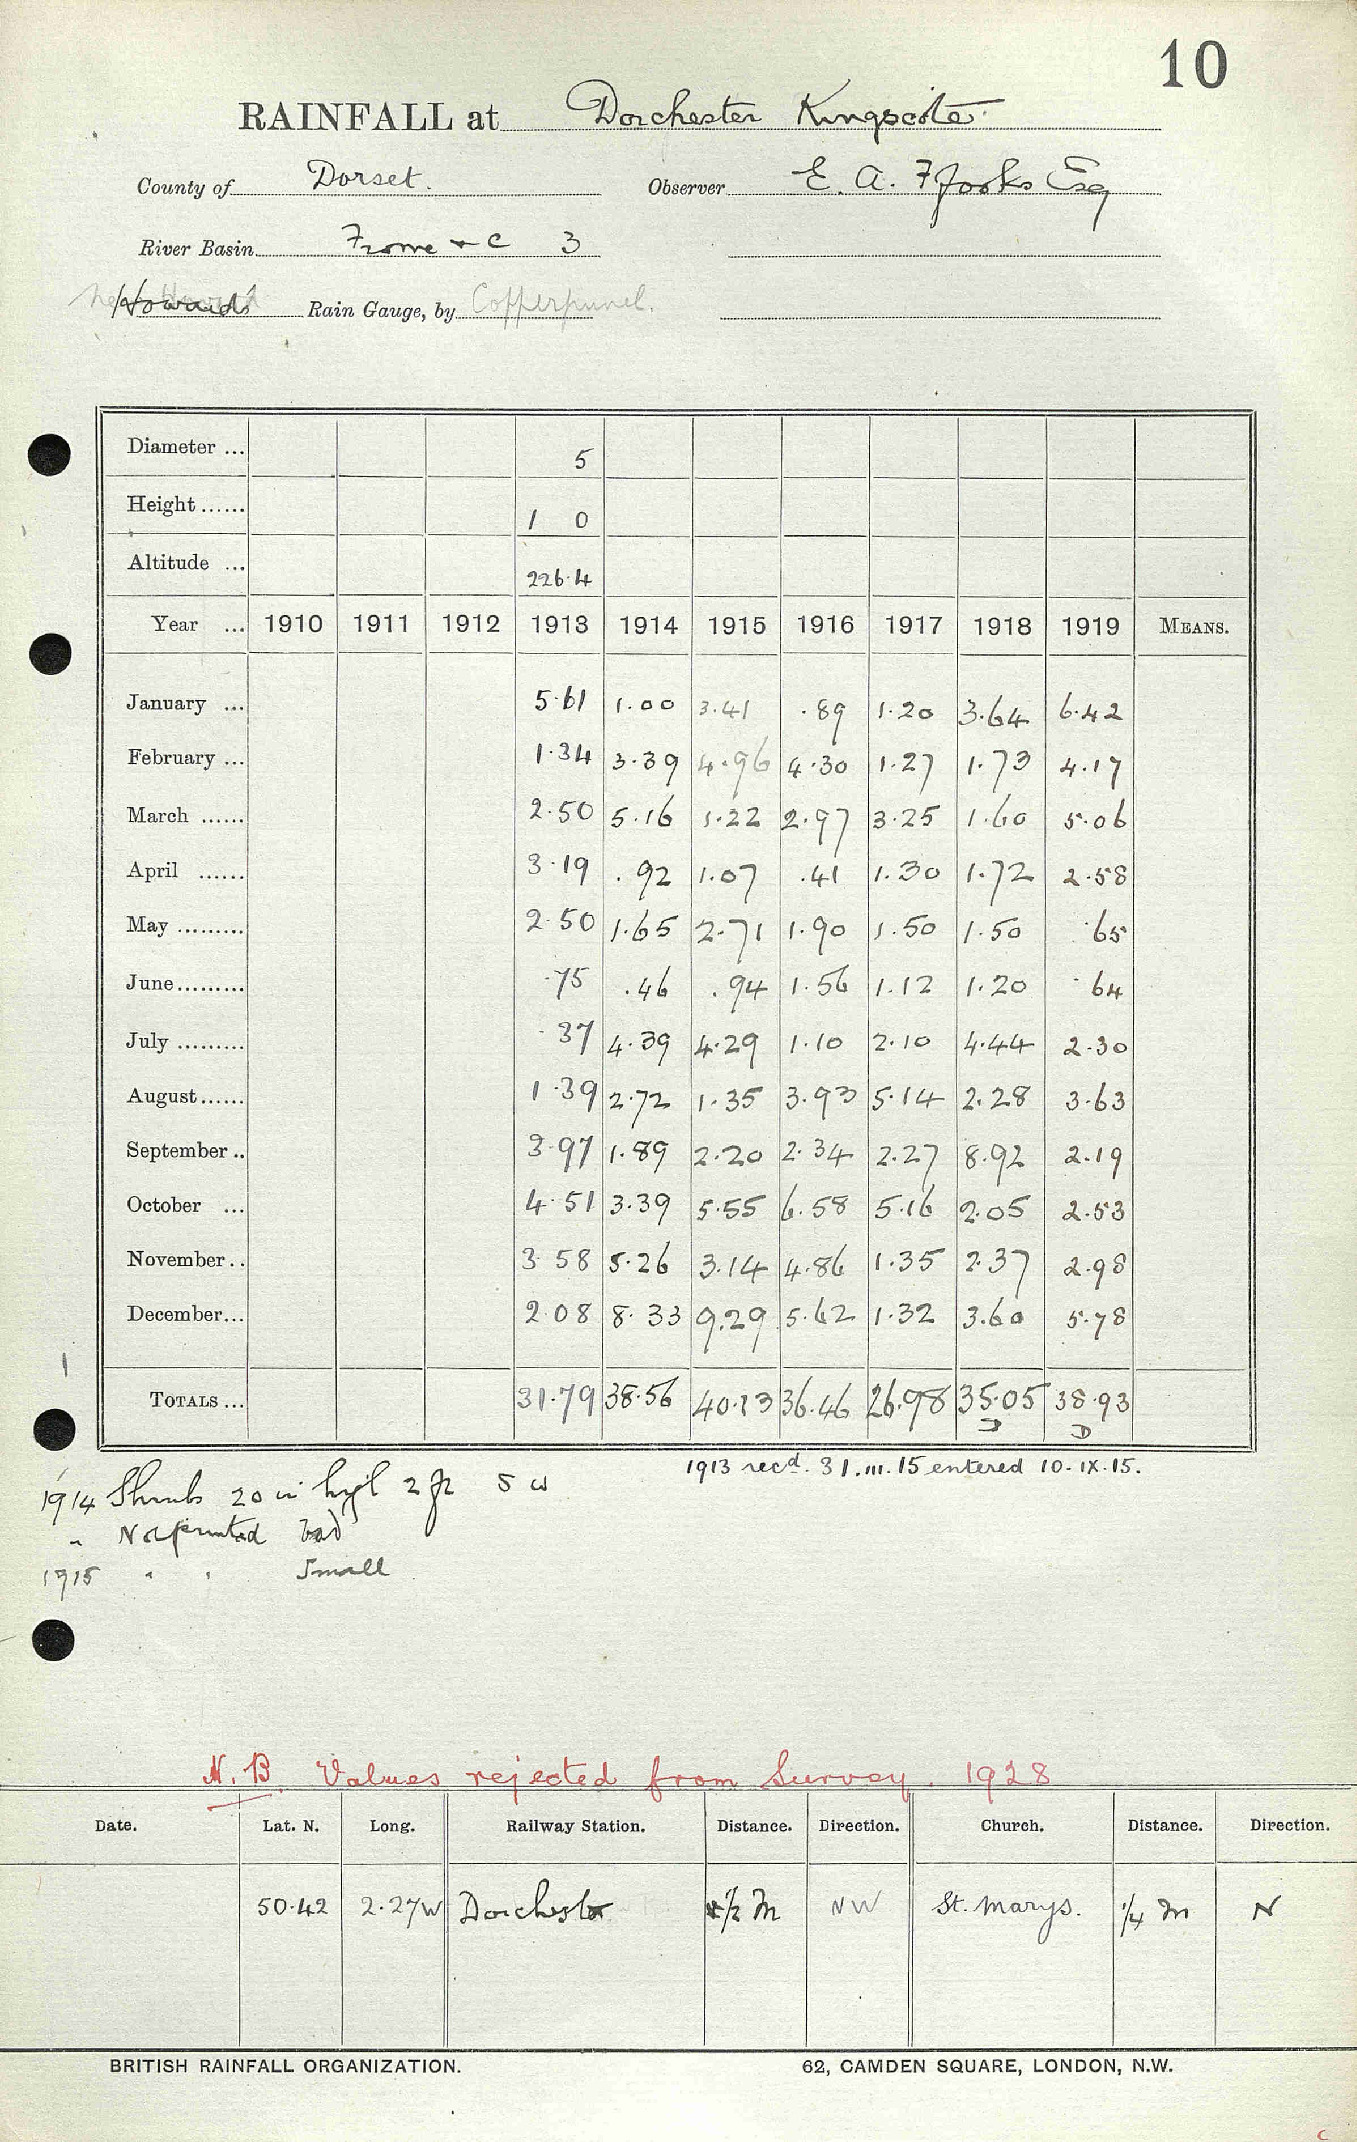 10
RAINFALL at Dorchester Kingscote
County of Dorset. Observer E. A. Ffooks Esq
River Basin Frome & C 3
Howard's Rain Gauge, by
Diameter ... 5
Height ...... 1 0
Altitude ... 226.4
Year ... 1910 1911 1912 1913 1914 1915 1916 1917 1918 1919 MEANS.
January ... 5.61 1.00 3.41 .89 1.20 3.64 6.42
February ... 1.34 3.39 4.96 4.30 1.27 1.73 4.17
March ...... 2.50 5.16 1.22 2.97 3.25 1.60 5.06
April ...... 3.19 .92 1.07 .41 1.30 1.72 2.58
May ......... 2.50 1.65 2.71 1.90 1.50 1.50 .65
June ......... .75 .46 .94 1.56 1.12 1.20 .64
July ......... .37 4.39 4.29 1.10 2.10 4.44 2.30
August ...... 1.39 2.72 1.35 3.93 5.14 2.28 3.63
September .. 3.97 1.89 2.20 2.34 2.27 8.92 2.19
October ... 4.51 3.39 5.55 6.58 5.16 2.05 2.53
November .. 3.58 5.26 3.14 4.86 1.35 2.37 2.98
December ... 2.08 8.33 9.29 5.62 1.32 3.60 5.78
TOTALS ... 31.79 38.56 40.13 36.46 26.98 35.05 38.93
1913 recd. 31.III.15 entered 10.IX.15.
1914 Shrub 20 in high 2 ft SW
" Not printed bad
1915 " " Small
N.B. Values rejected from Survey. 1928
Date. Lat. N. Long. Railway Station. Distance. Direction. Church. Distance. Direction.
50.42 2.27W Dorchester 1/2 m NW St. Marys. 1/4 m N
BRITISH RAINFALL ORGANIZATION. 62, CAMDEN SQUARE, LONDON, N.W.